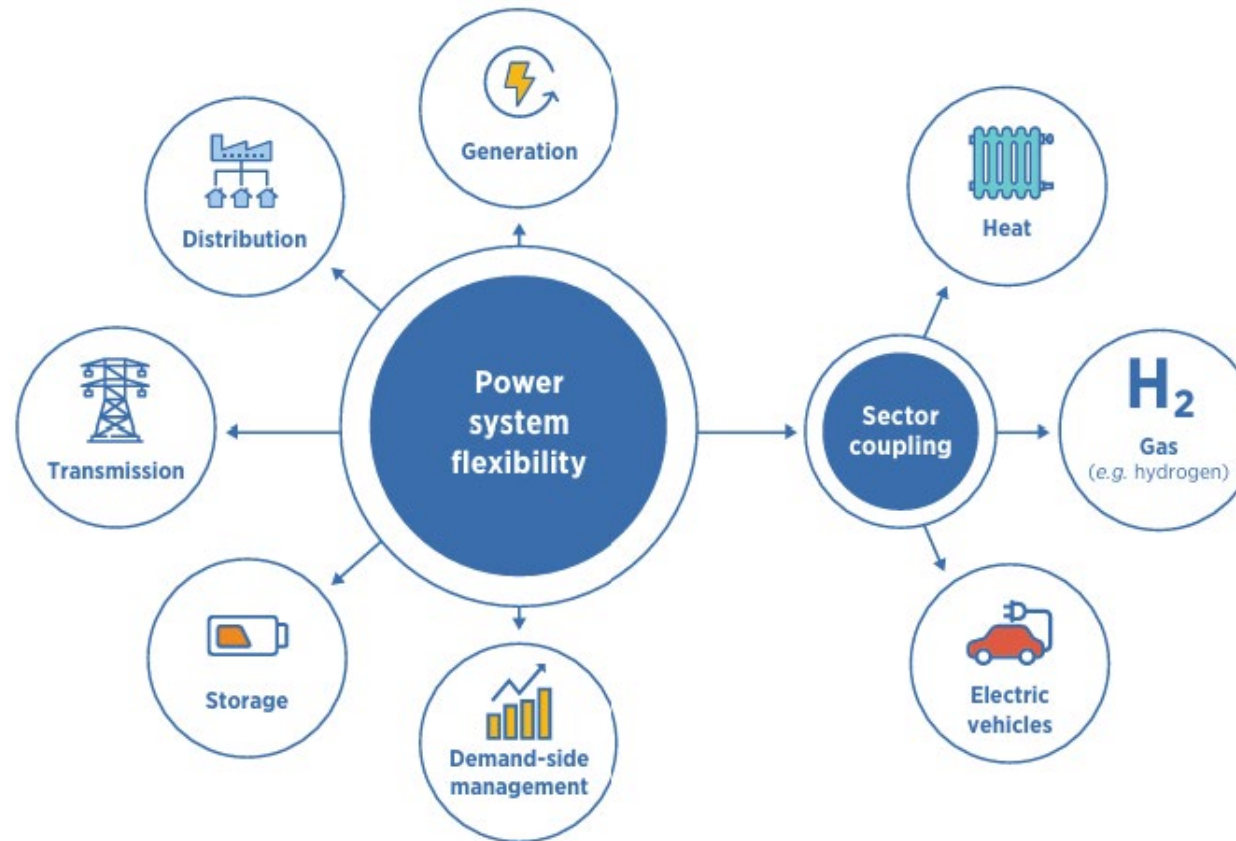 Generation
Distribution
Transmission
Storage
Demand-side
management
Power
system
flexibility
Sector
coupling
Heat
H₂
Gas
(e.g. hydrogen)
Electric
vehicles